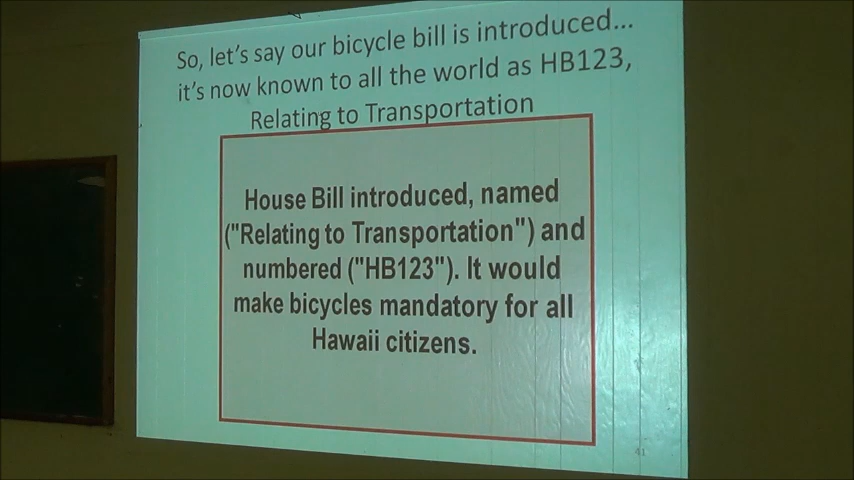 So, let's say our bicycle bill is introduced...
it's now known to all the world as HB123,
Relating to Transportation
House Bill introduced, named
("Relating to Transportation") and
numbered ("HB123"). It would
make bicycles mandatory for all
Hawaii citizens.
41